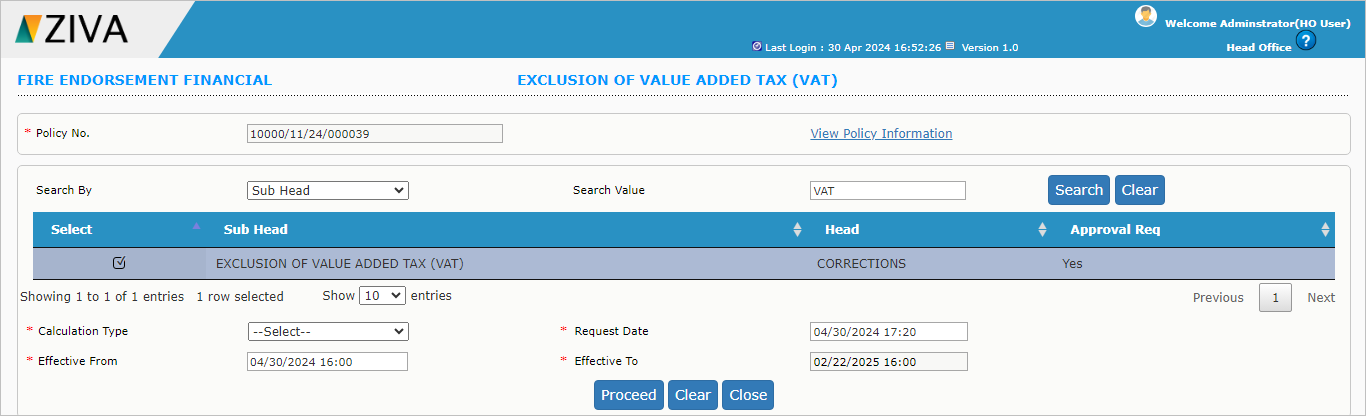 ZIVA
Welcome Adminstrator(HO User)
Last Login : 30 Apr 2024 16:52:26 Version 1.0
Head Office ?
FIRE ENDORSEMENT FINANCIAL EXCLUSION OF VALUE ADDED TAX (VAT)
* Policy No. 10000/11/24/000039 View Policy Information
Search By Sub Head Search Value VAT Search Clear
Select Sub Head Head Approval Req
EXCLUSION OF VALUE ADDED TAX (VAT) CORRECTIONS Yes
Showing 1 to 1 of 1 entries 1 row selected Show 10 entries Previous 1 Next
* Calculation Type --Select-- * Request Date 04/30/2024 17:20
* Effective From 04/30/2024 16:00 * Effective To 02/22/2025 16:00
Proceed Clear Close